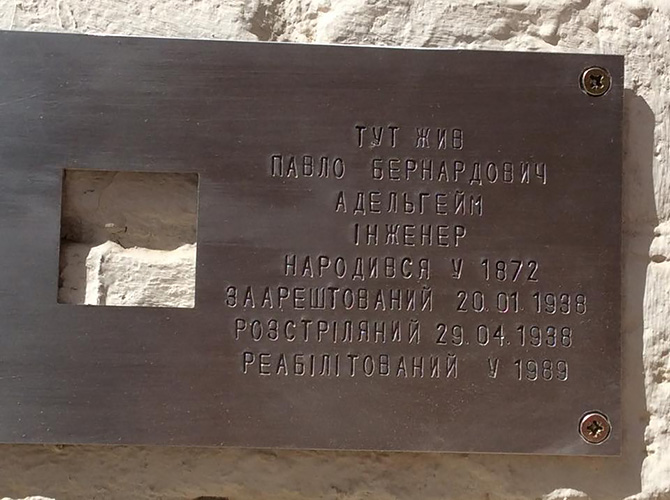 ТУТ ЖИВ
ПАВЛО БЕРНАРДОВИЧ
АДЕЛЬГЕЙМ
ІНЖЕНЕР
НАРОДИВСЯ У 1872
ЗААРЕШТОВАНИЙ 20.01.1938
РОЗСТРІЛЯНИЙ 29.04.1938
РЕАБІЛІТОВАНИЙ У 1989